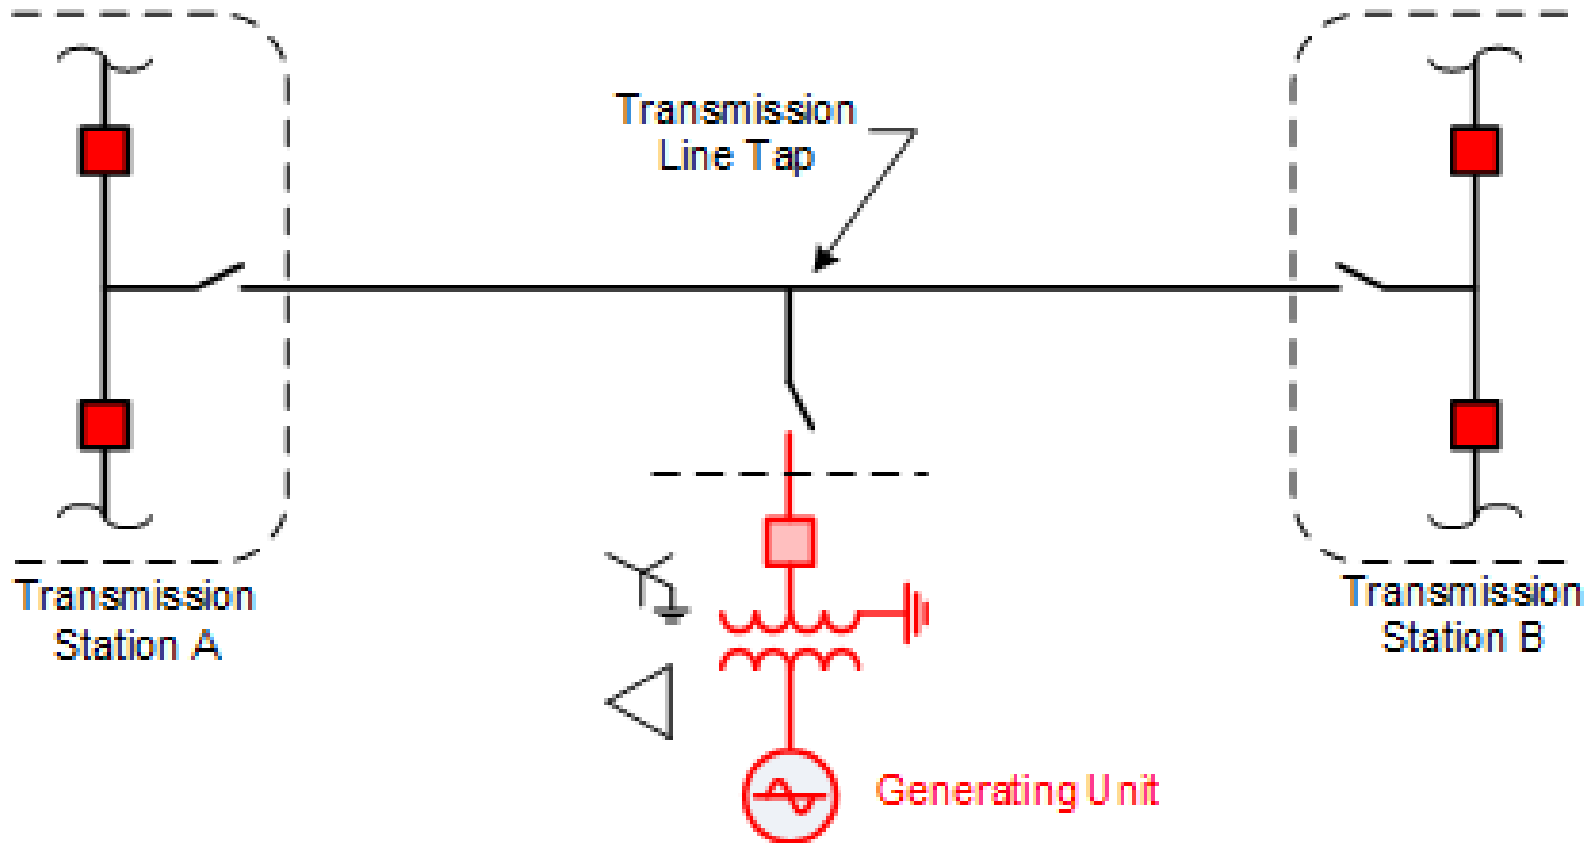 Transmission
Line Tap
Transmission
Station A
Transmission
Station B
Generating Unit